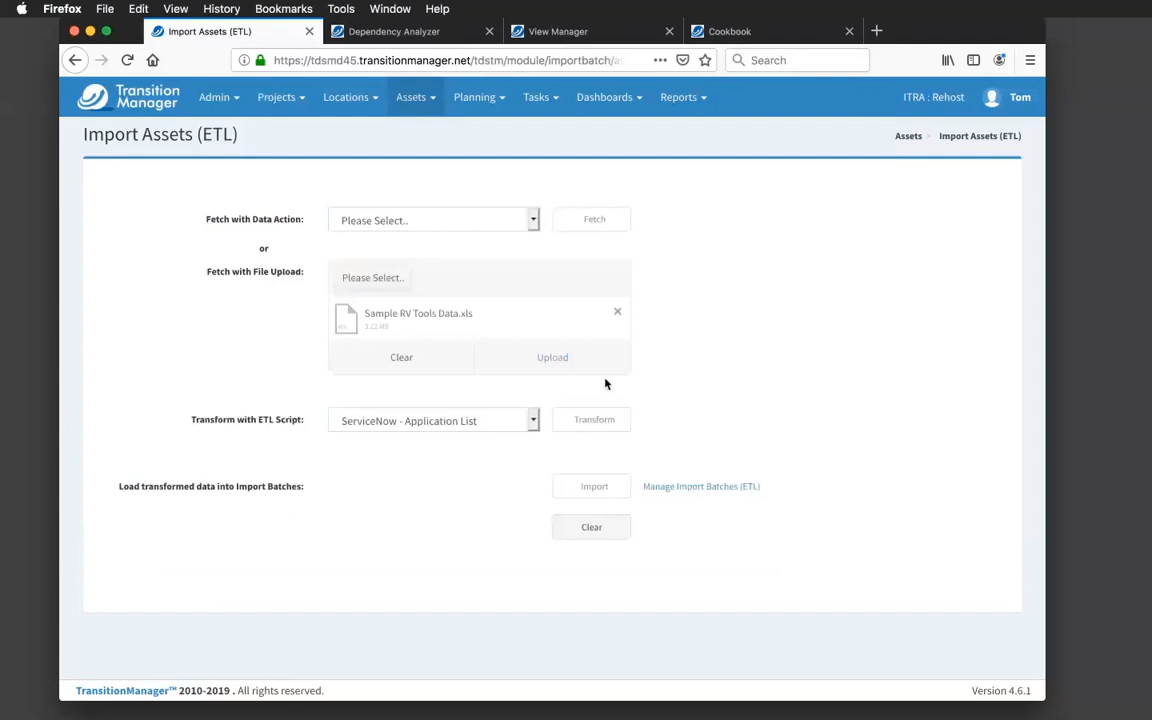 Firefox File Edit View History Bookmarks Tools Window Help
Import Assets (ETL) Dependency Analyzer View Manager Cookbook
https://tdsmd45.transitionmanager.net/tdstm/module/importbatch/ Search
Transition Manager Admin Projects Locations Assets Planning Tasks Dashboards Reports ITRA : Rehost Tom
Import Assets (ETL) Assets > Import Assets (ETL)
Fetch with Data Action: Please Select.. Fetch
or
Fetch with File Upload: Please Select..
Sample RV Tools Data.xls
Clear Upload
Transform with ETL Script: ServiceNow - Application List Transform
Load transformed data into Import Batches: Import Manage Import Batches (ETL)
Clear
TransitionManager™ 2010-2019 . All rights reserved. Version 4.6.1